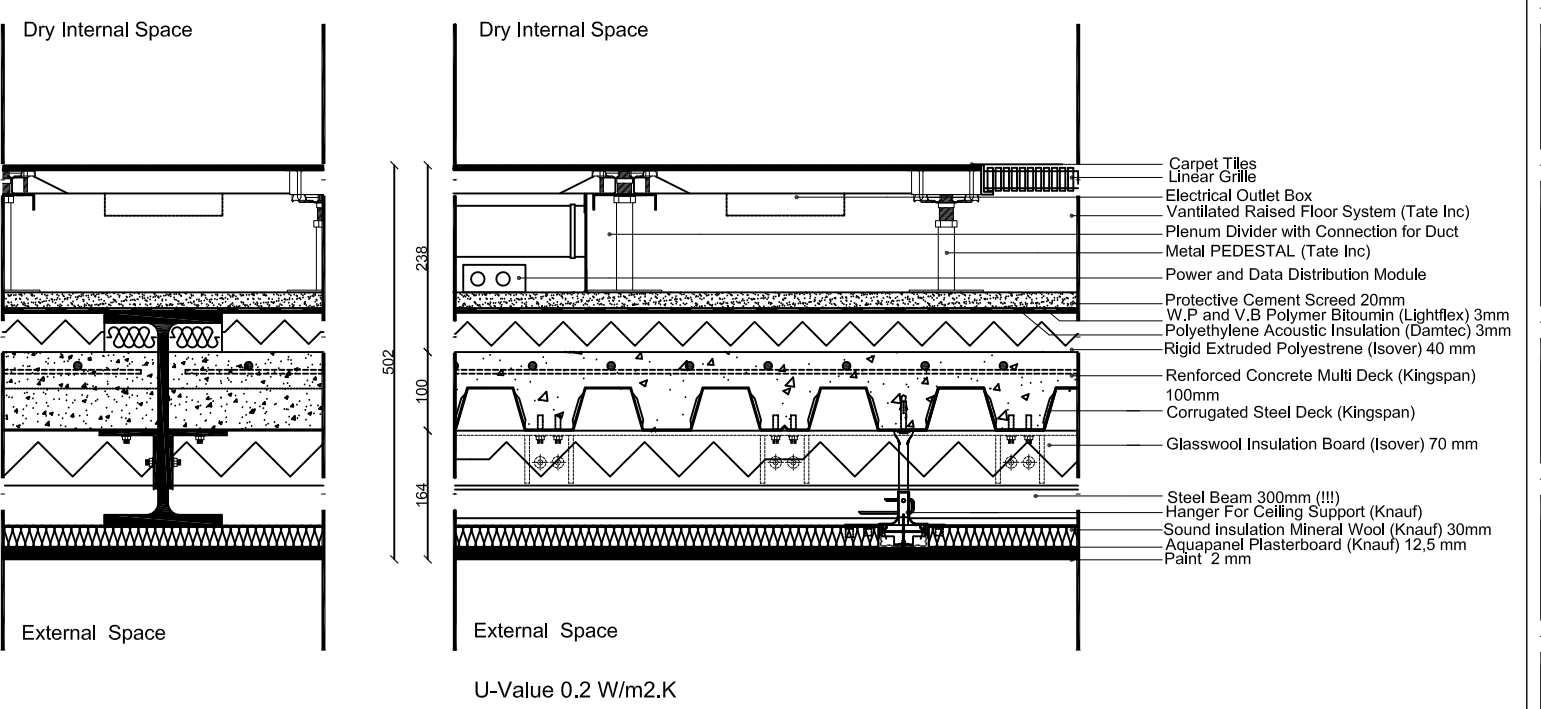 Dry Internal Space
Dry Internal Space
Carpet Tiles
Linear Grille
Electrical Outlet Box
Vantilated Raised Floor System (Tate Inc)
Plenum Divider with Connection for Duct
Metal PEDESTAL (Tate Inc)
Power and Data Distribution Module
Protective Cement Screed 20mm
W.P and V.B Polymer Bitoumin (Lightflex) 3mm
Polyethylene Acoustic Insulation (Damtec) 3mm
Rigid Extruded Polyestrene (Isover) 40 mm
Renforced Concrete Multi Deck (Kingspan)
100mm
Corrugated Steel Deck (Kingspan)
Glasswool Insulation Board (Isover) 70 mm
Steel Beam 300mm (!!!)
Hanger For Ceiling Support (Knauf)
Sound insulation Mineral Wool (Knauf) 30mm
Aquapanel Plasterboard (Knauf) 12,5 mm
Paint 2 mm
502
238
100
164
External Space
External Space
U-Value 0.2 W/m2.K